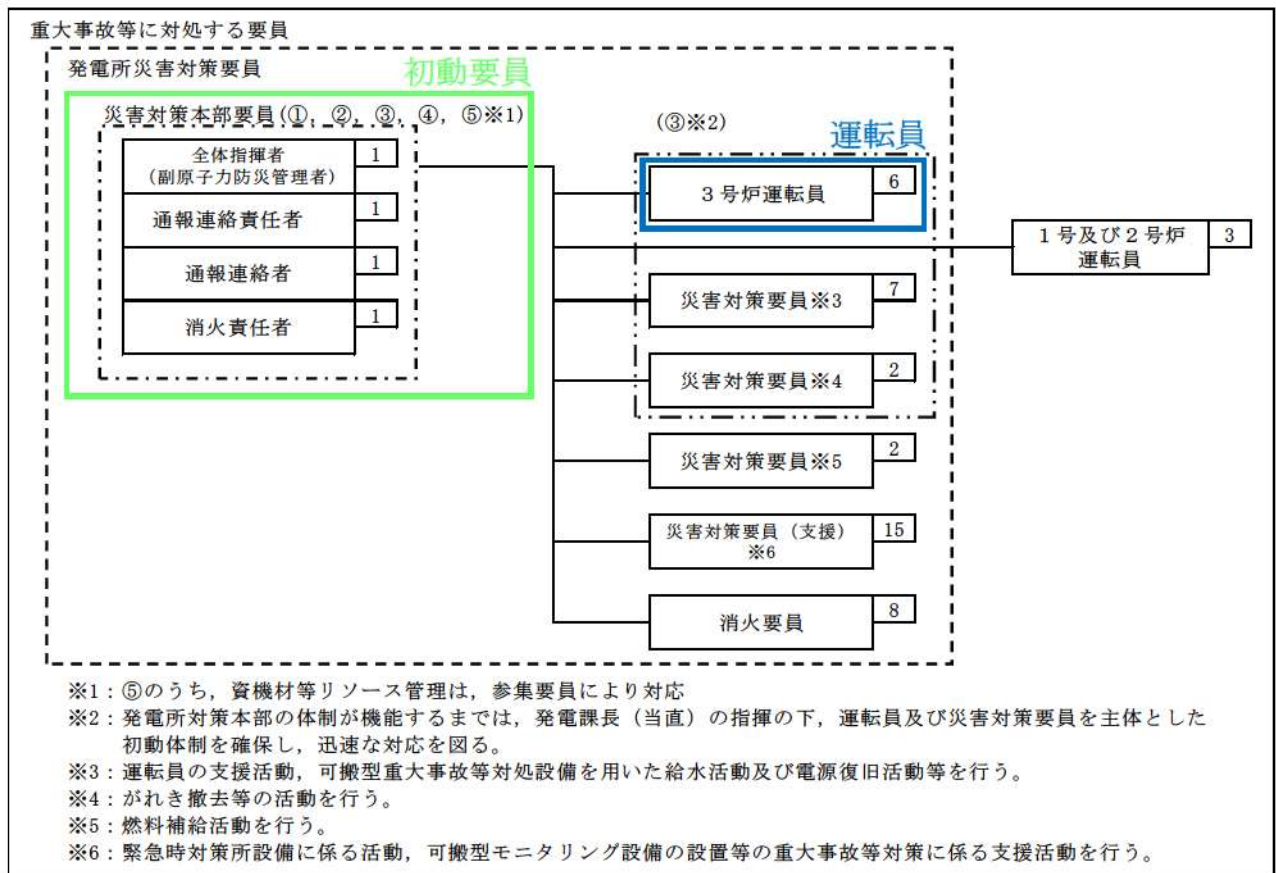 重大事故等に対処する要員
発電所災害対策要員
初動要員
災害対策本部要員(①，②，③，④，⑤※1)
全体指揮者
(副原子力防災管理者)
1
通報連絡責任者
1
通報連絡者
1
消火責任者
1
(③※2)
運転員
3号炉運転員
6
災害対策要員※3
7
災害対策要員※4
2
災害対策要員※5
2
災害対策要員（支援）
※6
15
消火要員
8
1号及び2号炉
運転員
3
※1：⑤のうち，資機材等リソース管理は，参集要員により対応
※2：発電所対策本部の体制が機能するまでは，発電課長（当直）の指揮の下，運転員及び災害対策要員を主体とした
初動体制を確保し，迅速な対応を図る。
※3：運転員の支援活動，可搬型重大事故等対処設備を用いた給水活動及び電源復旧活動等を行う。
※4：がれき撤去等の活動を行う。
※5：燃料補給活動を行う。
※6：緊急時対策所設備に係る活動，可搬型モニタリング設備の設置等の重大事故等対策に係る支援活動を行う。